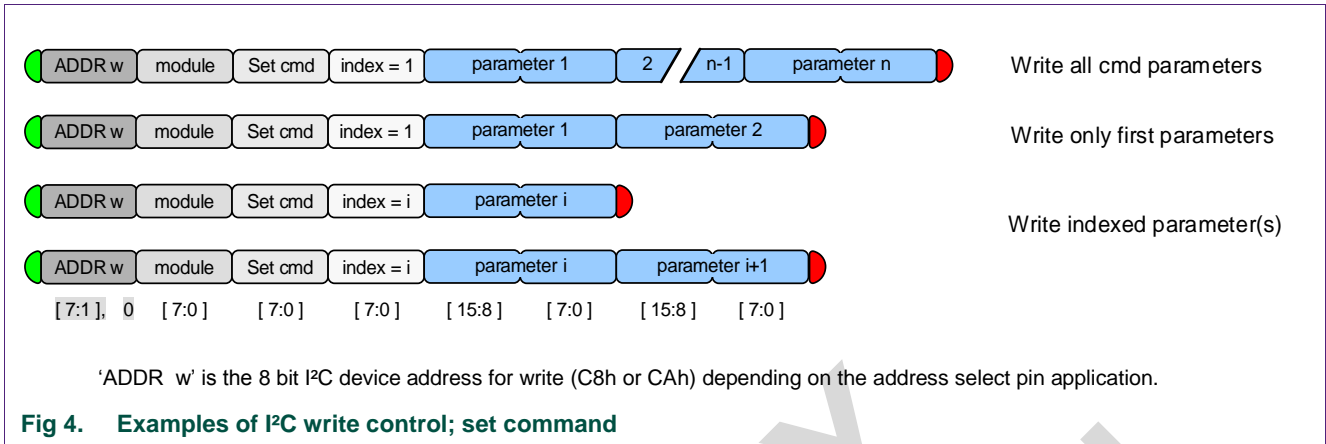 ADDR w module Set cmd index = 1 parameter 1 2 n-1 parameter n Write all cmd parameters
ADDR w module Set cmd index = 1 parameter 1 parameter 2 Write only first parameters
ADDR w module Set cmd index = i parameter i
Write indexed parameter(s)
ADDR w module Set cmd index = i parameter i parameter i+1
[ 7:1 ], 0 [ 7:0 ] [ 7:0 ] [ 7:0 ] [ 15:8 ] [ 7:0 ] [ 15:8 ] [ 7:0 ]
‘ADDR w’ is the 8 bit I²C device address for write (C8h or CAh) depending on the address select pin application.
Fig 4. Examples of I²C write control; set command